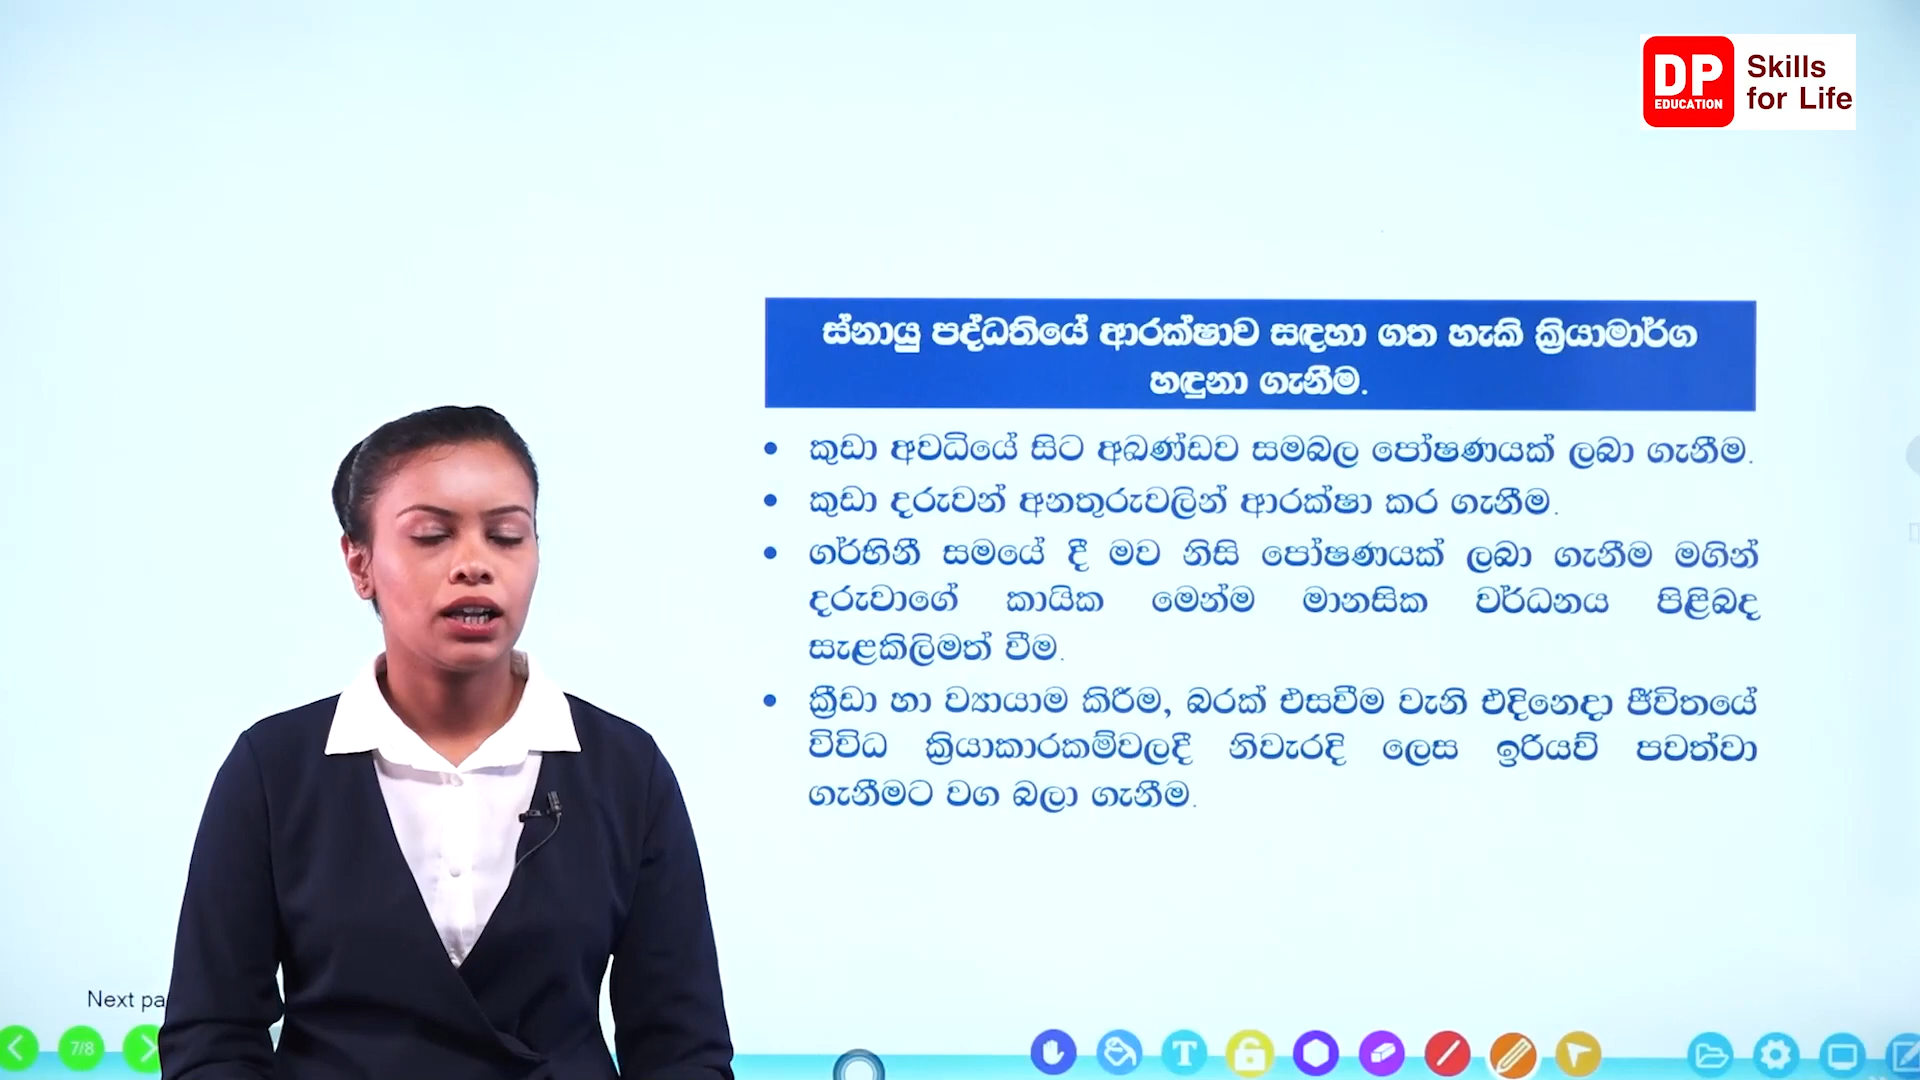 DP
EDUCATION
Skills
for Life
ස්නායු පද්ධතියේ ආරක්ෂාව සඳහා ගත හැකි ක්‍රියාමාර්ග
හඳුනා ගැනීම.
• කුඩා අවධියේ සිට අඛණ්ඩව සමබල පෝෂණයක් ලබා ගැනීම.
• කුඩා දරුවන් අනතුරුවලින් ආරක්ෂා කර ගැනීම.
• ගර්භිනී සමයේ දී මව නිසි පෝෂණයක් ලබා ගැනීම මගින්
දරුවාගේ කායික මෙන්ම මානසික වර්ධනය පිළිබද
සැළකිලිමත් වීම.
• ක්‍රීඩා හා ව්‍යායාම කිරීම, බරක් එසවීම වැනි එදිනෙදා ජීවිතයේ
විවිධ ක්‍රියාකාරකම්වලදී නිවැරදි ලෙස ඉරියව් පවත්වා
ගැනීමට වග බලා ගැනීම.
Next pa
7/8
T